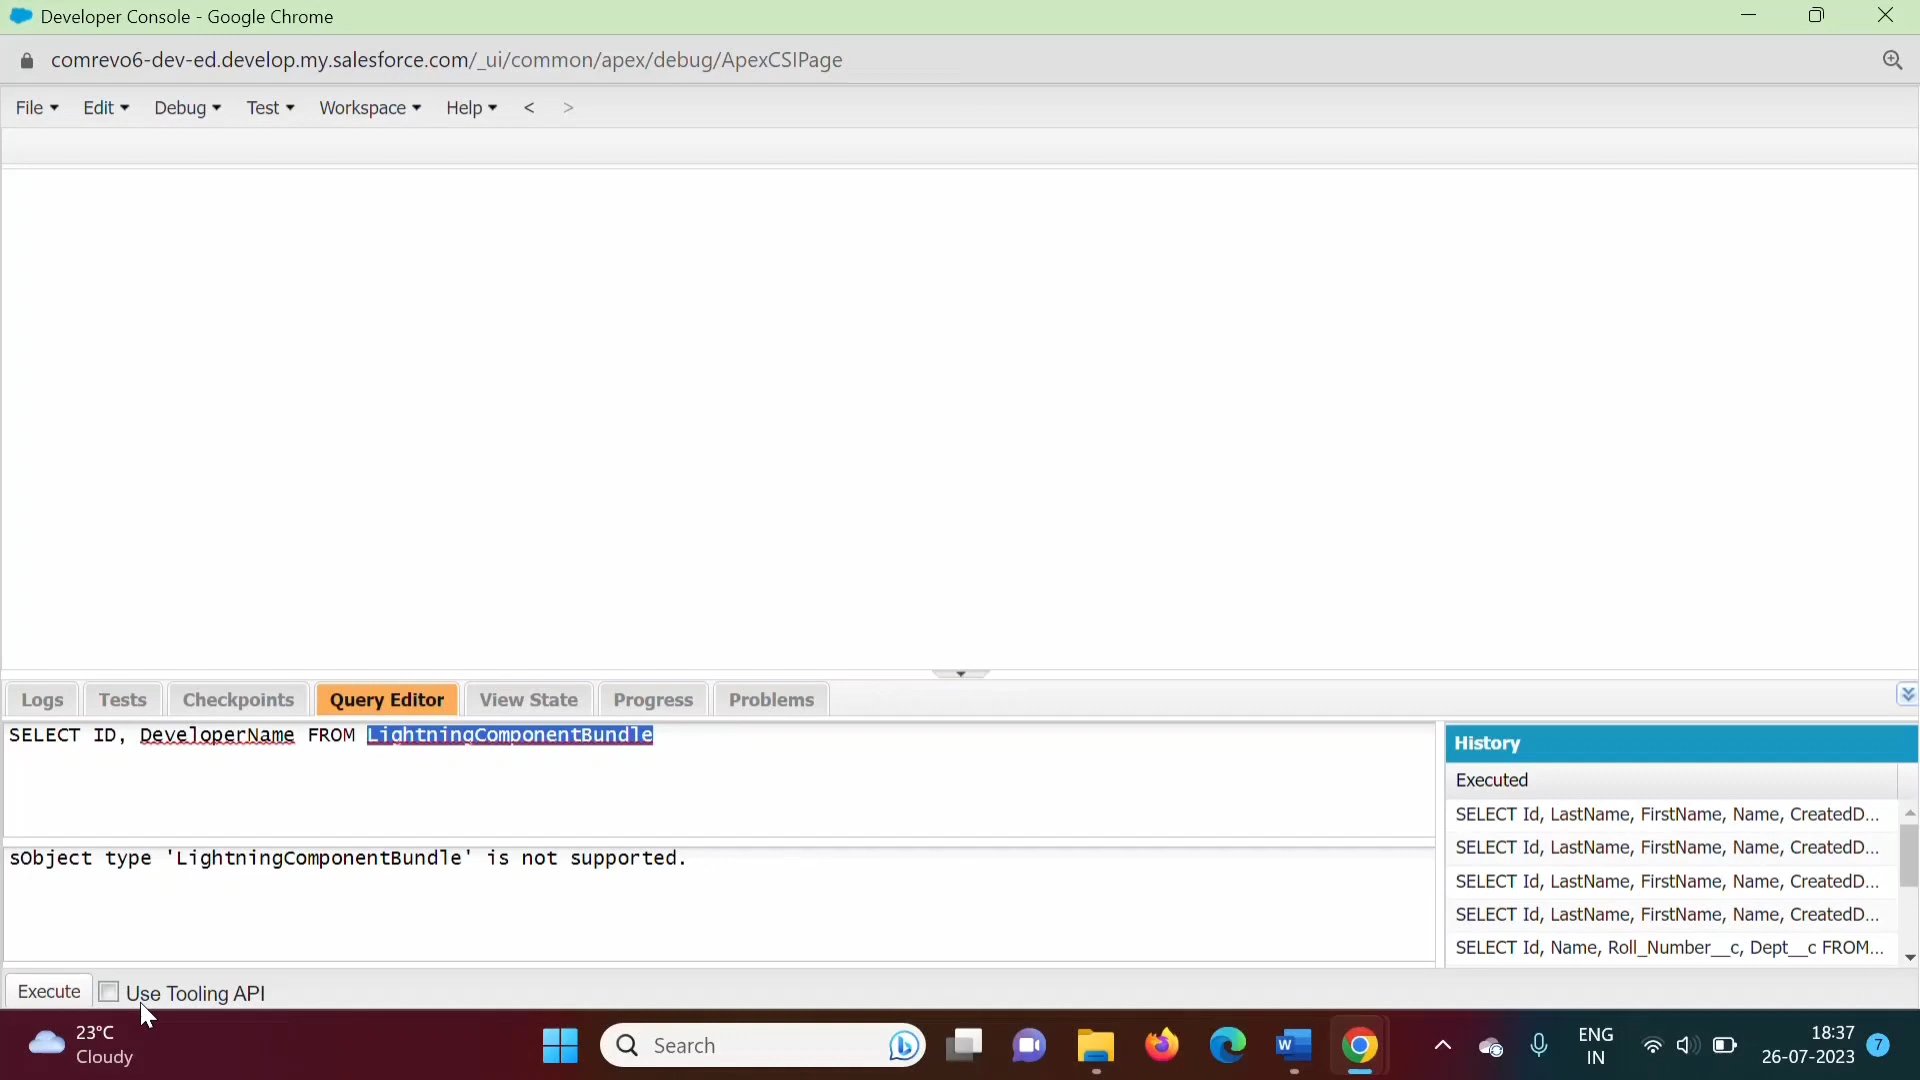 Developer Console - Google Chrome
comrevo6-dev-ed.develop.my.salesforce.com/_ui/common/apex/debug/ApexCSIPage
File Edit Debug Test Workspace Help < >
Logs Tests Checkpoints Query Editor View State Progress Problems
SELECT ID, DeveloperName FROM LightningComponentBundle
sObject type 'LightningComponentBundle' is not supported.
History
Executed
SELECT Id, LastName, FirstName, Name, CreatedD...
SELECT Id, LastName, FirstName, Name, CreatedD...
SELECT Id, LastName, FirstName, Name, CreatedD...
SELECT Id, LastName, FirstName, Name, CreatedD...
SELECT Id, Name, Roll_Number__c, Dept__c FROM...
Execute Use Tooling API
23°C
Cloudy
Search
W
ENG
IN
18:37
26-07-2023
7